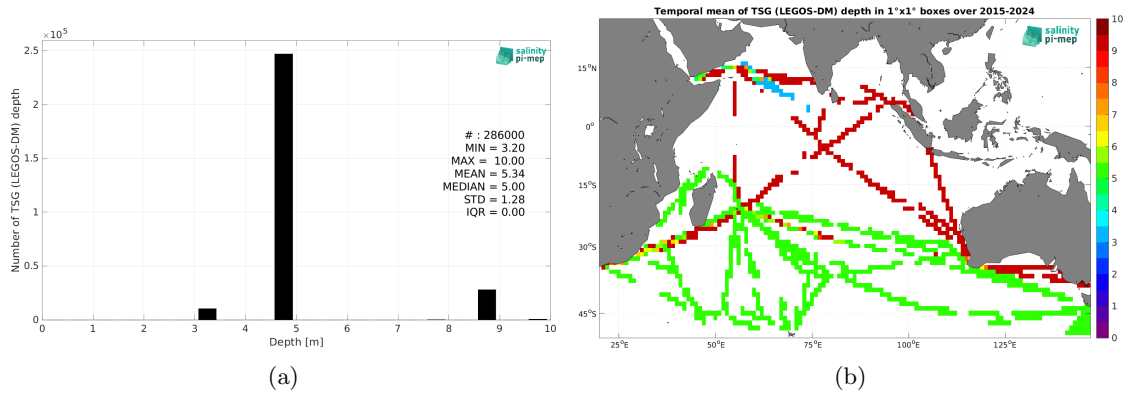 ×10⁵
2.5
2
1.5
1
0.5
0
0 1 2 3 4 5 6 7 8 9 10
Number of TSG (LEGOS-DM) depth
Depth [m]
salinity
pi-mep
# : 286000
MIN = 3.20
MAX = 10.00
MEAN = 5.34
MEDIAN = 5.00
STD = 1.28
IQR = 0.00
(a)
Temporal mean of TSG (LEGOS-DM) depth in 1°x1° boxes over 2015-2024
salinity
pi-mep
15°N
0°
15°S
30°S
45°S
25°E 50°E 75°E 100°E 125°E
10
9
8
7
6
5
4
3
2
1
0
(b)